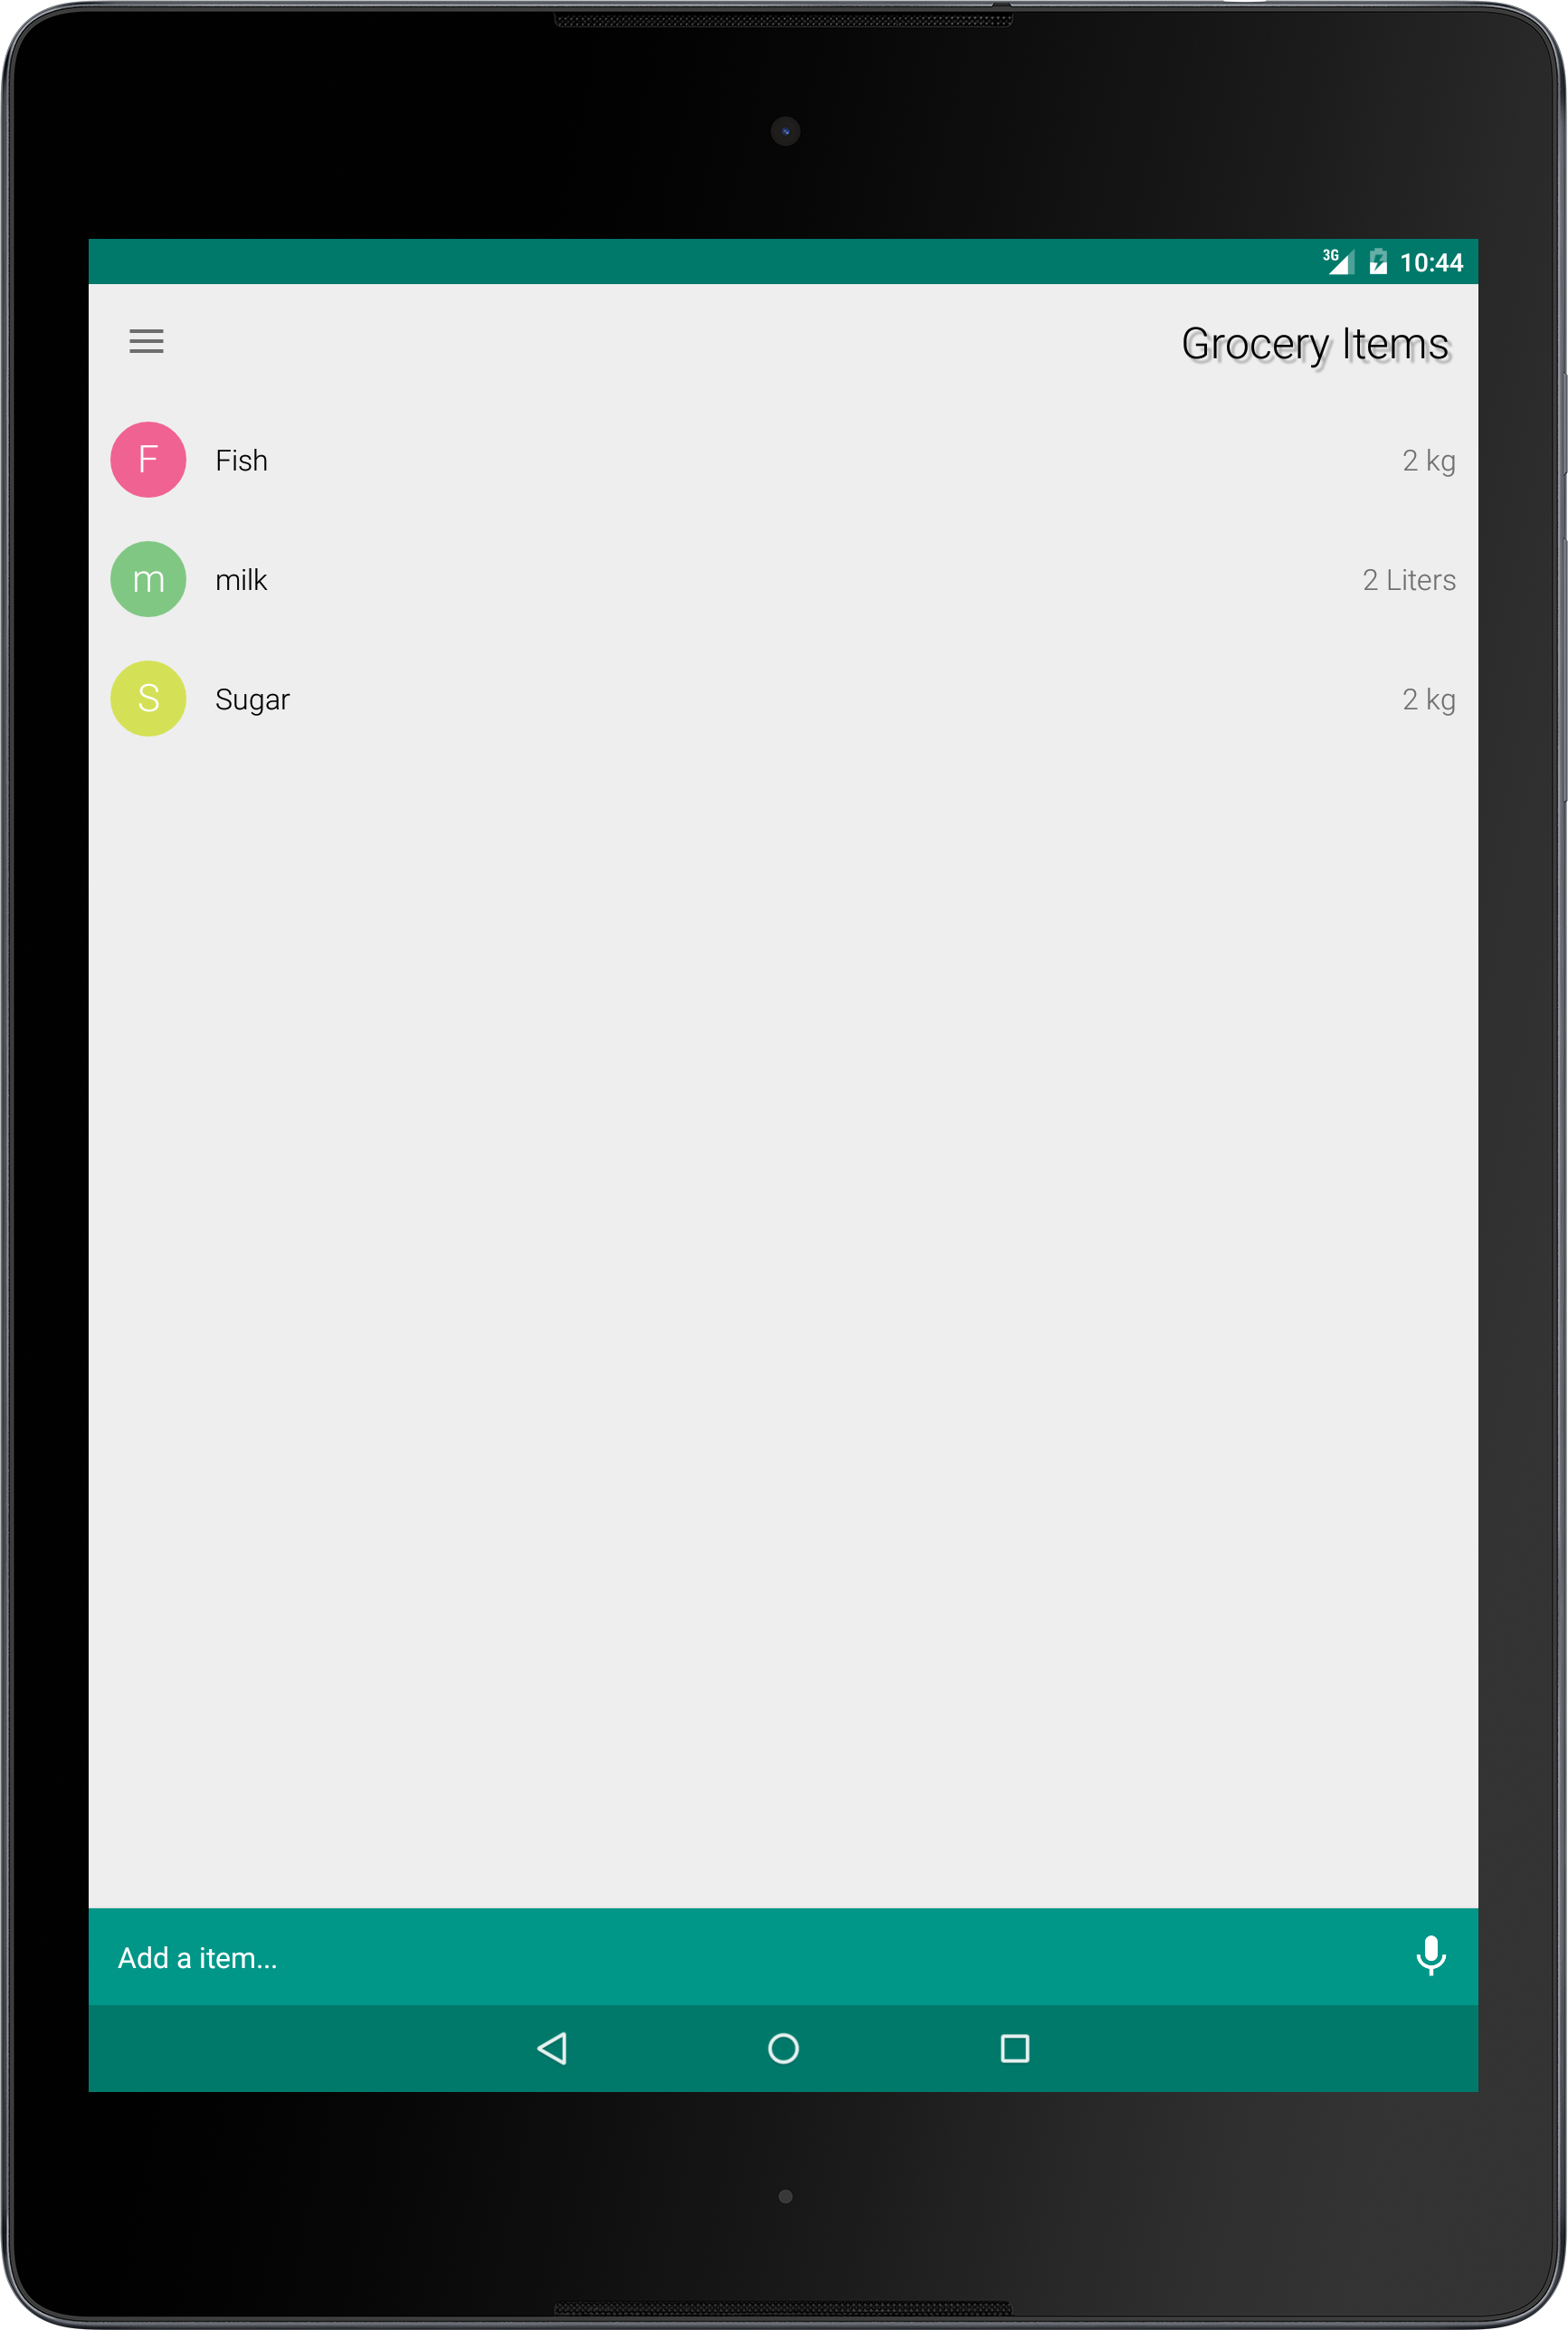 3G 10:44
Grocery Items
F Fish 2 kg
m milk 2 Liters
S Sugar 2 kg
Add a item...